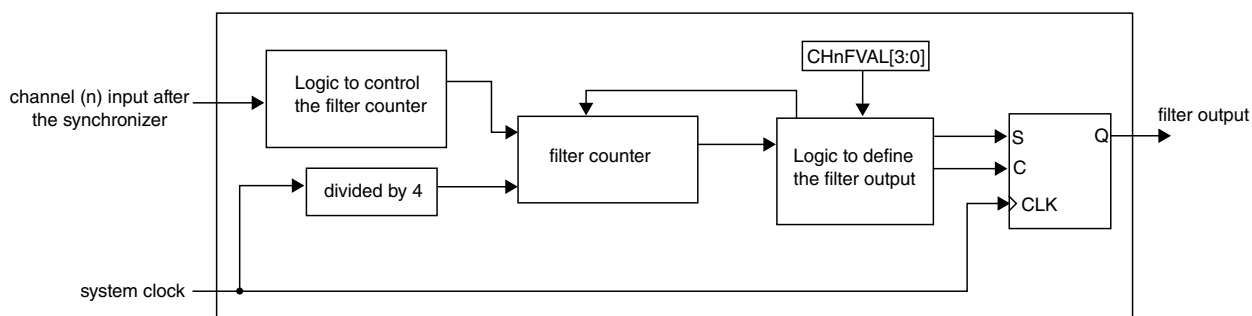 channel (n) input after
the synchronizer
Logic to control
the filter counter
divided by 4
filter counter
CHnFVAL[3:0]
Logic to define
the filter output
S
C
CLK
Q
filter output
system clock